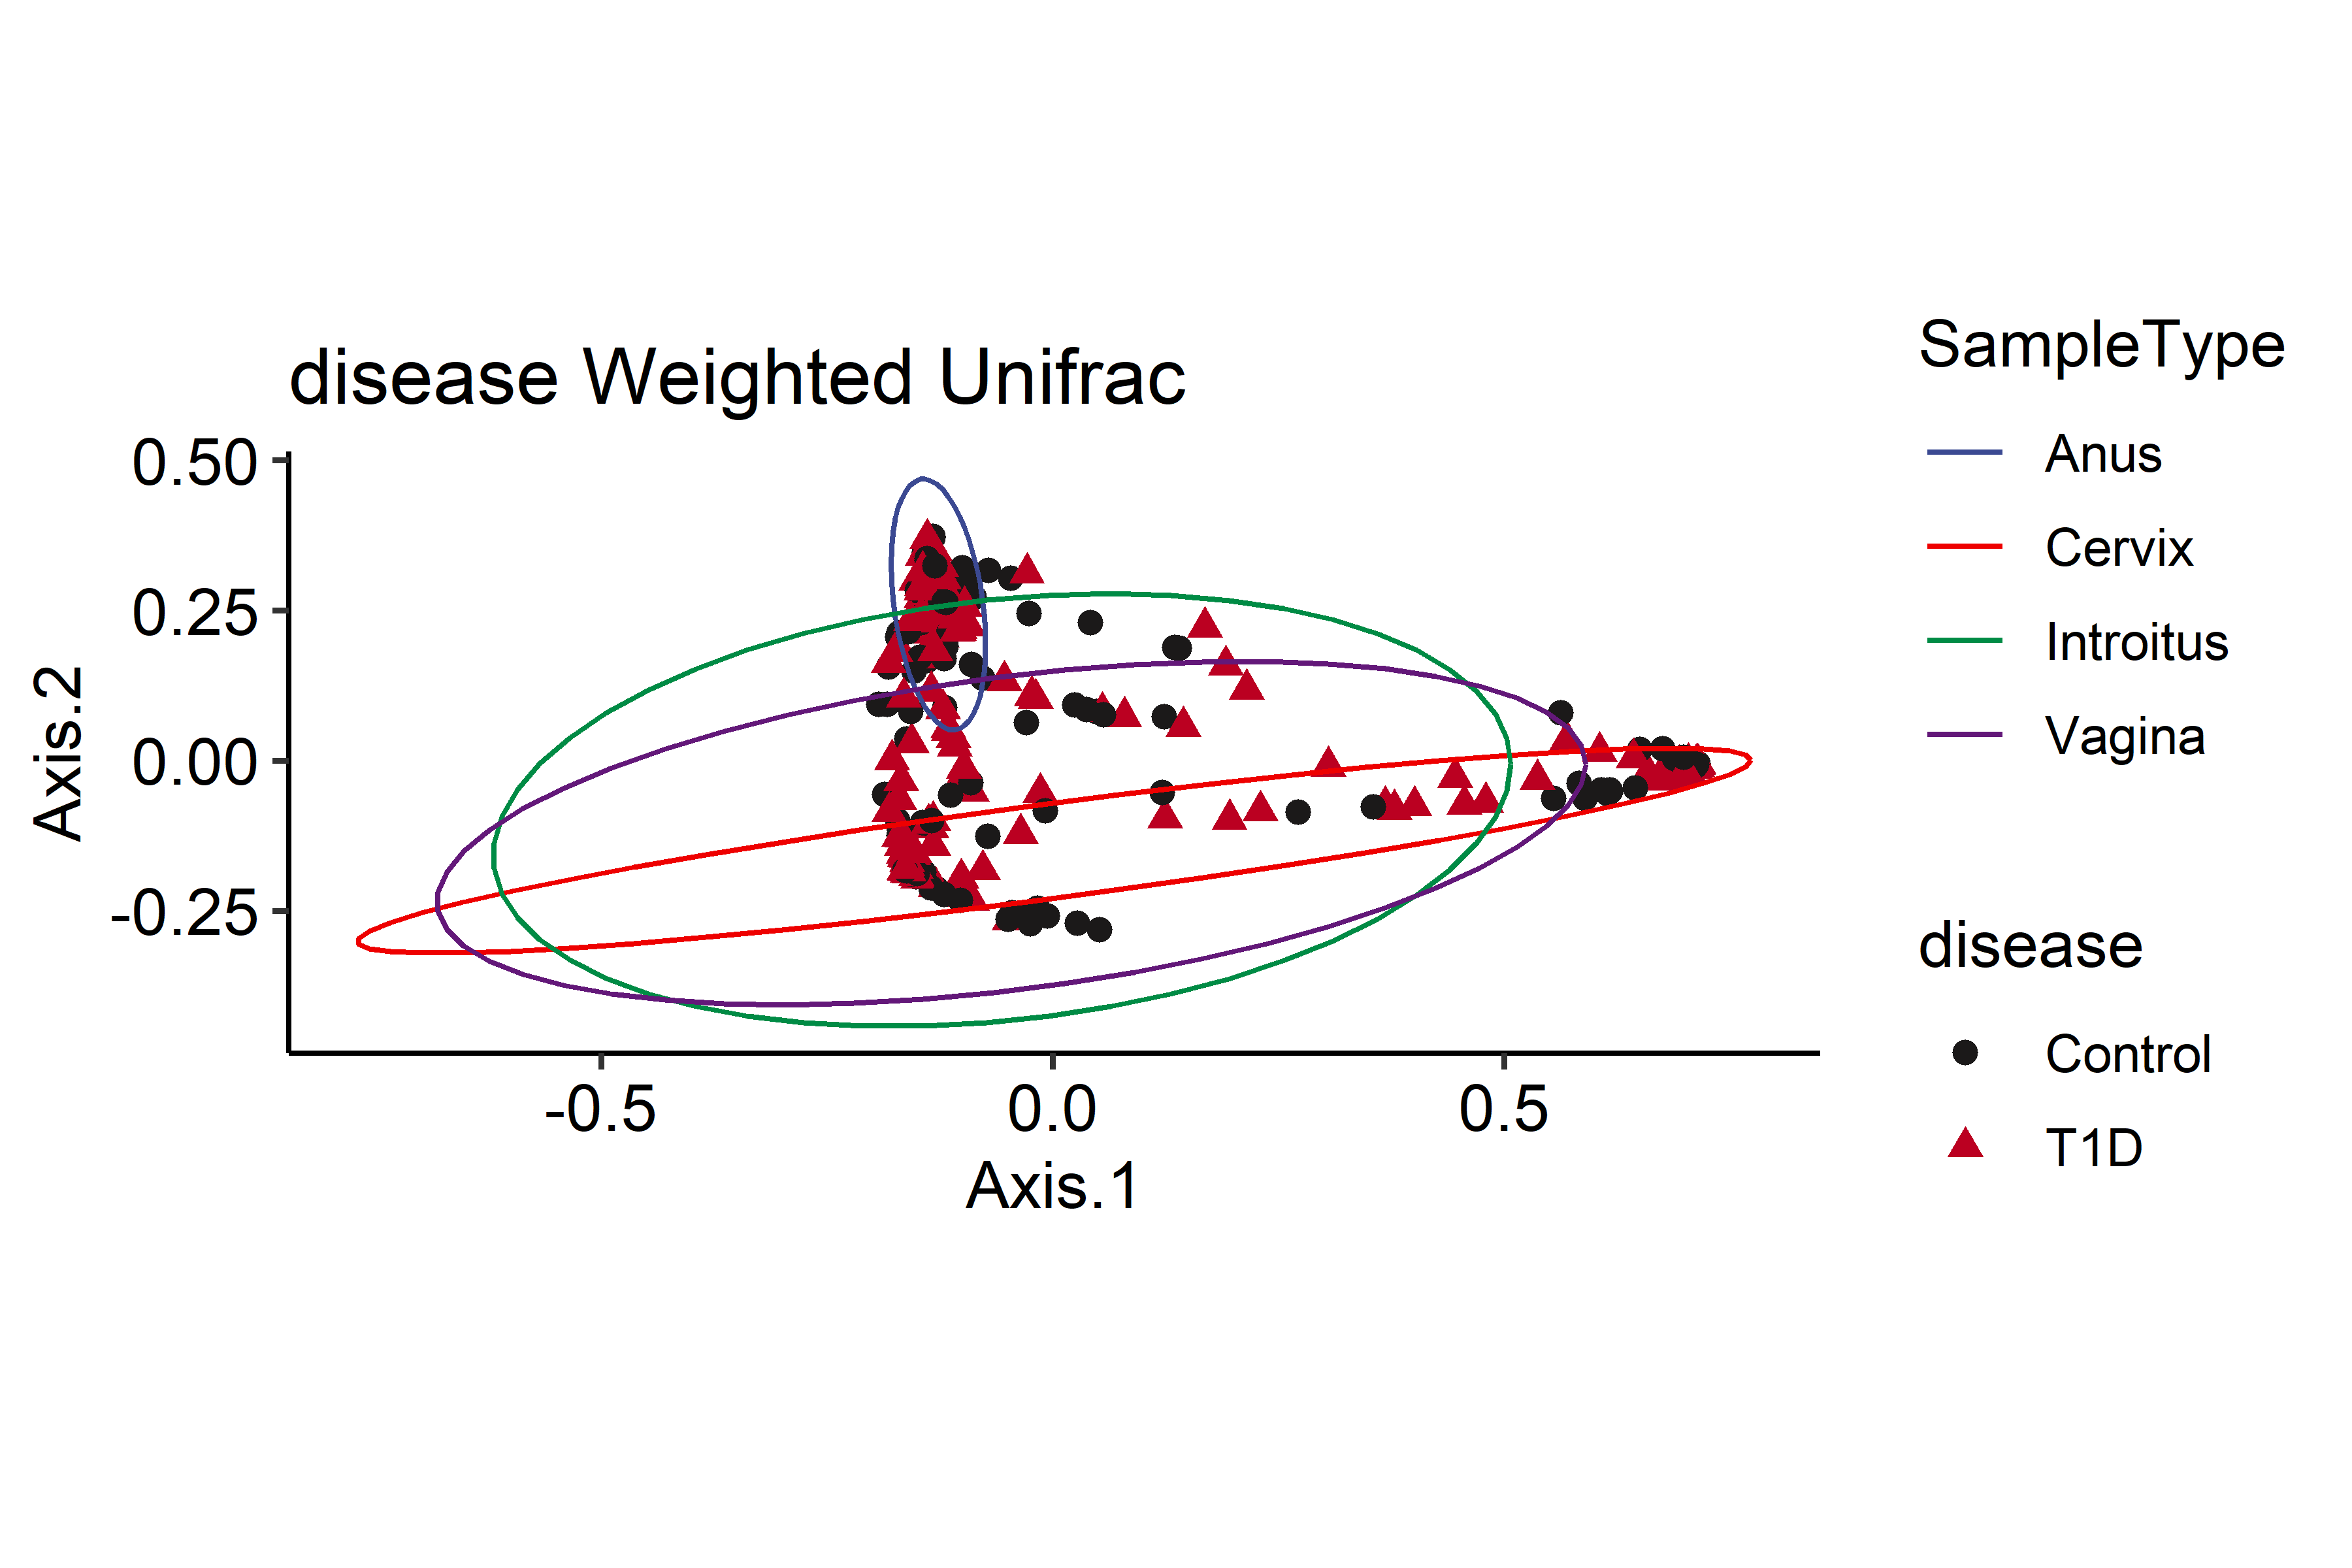 disease Weighted Unifrac
0.50
0.25
0.00
-0.25
Axis.2
-0.5
0.0
0.5
Axis.1
SampleType
Anus
Cervix
Introitus
Vagina
disease
Control
T1D